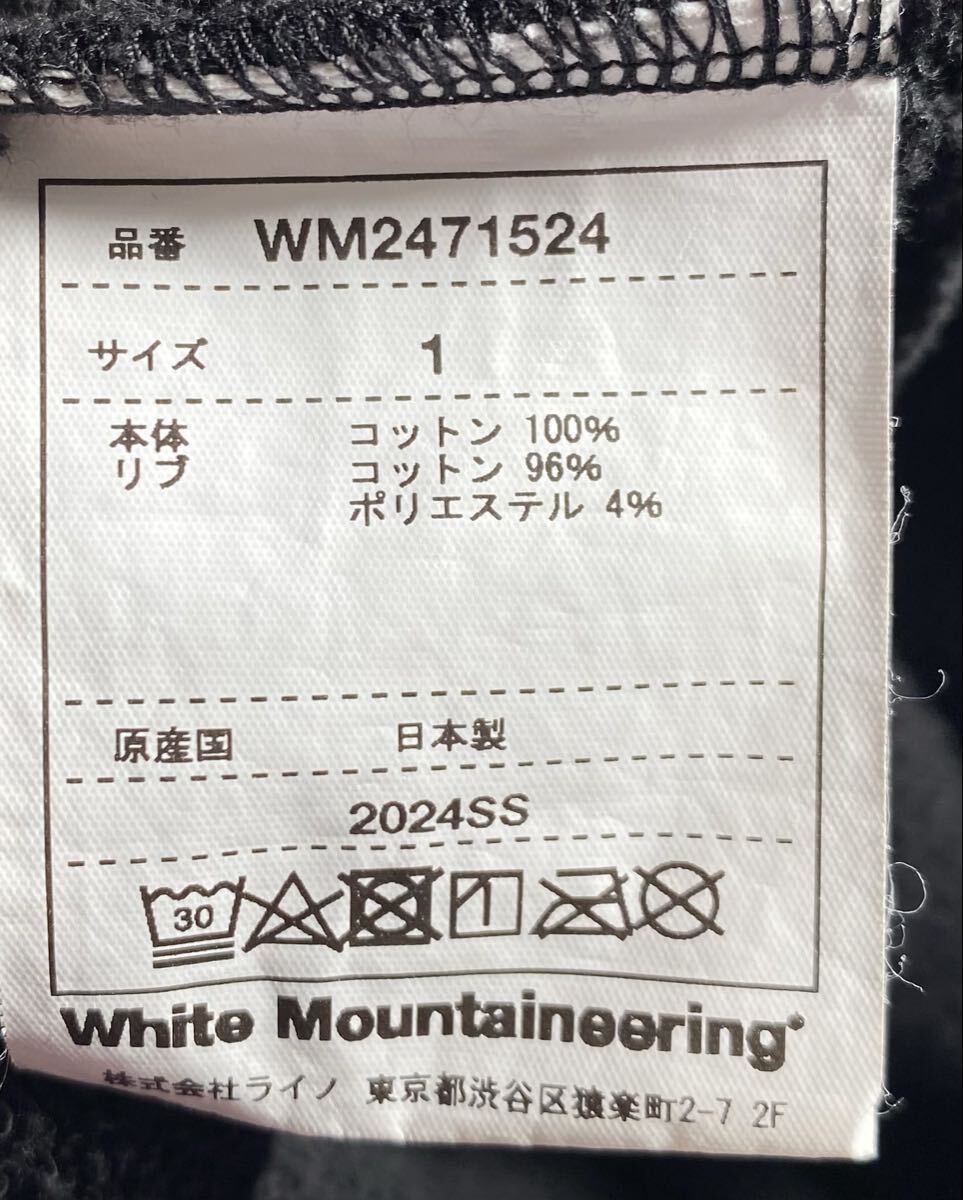 品番 WM2471524
サイズ 1
本体 コットン 100%
リブ コットン 96%
ポリエステル 4%
原産国 日本製
2024SS
30
White Mountaineering
株式会社ライノ 東京都渋谷区猿楽町2-7 2F